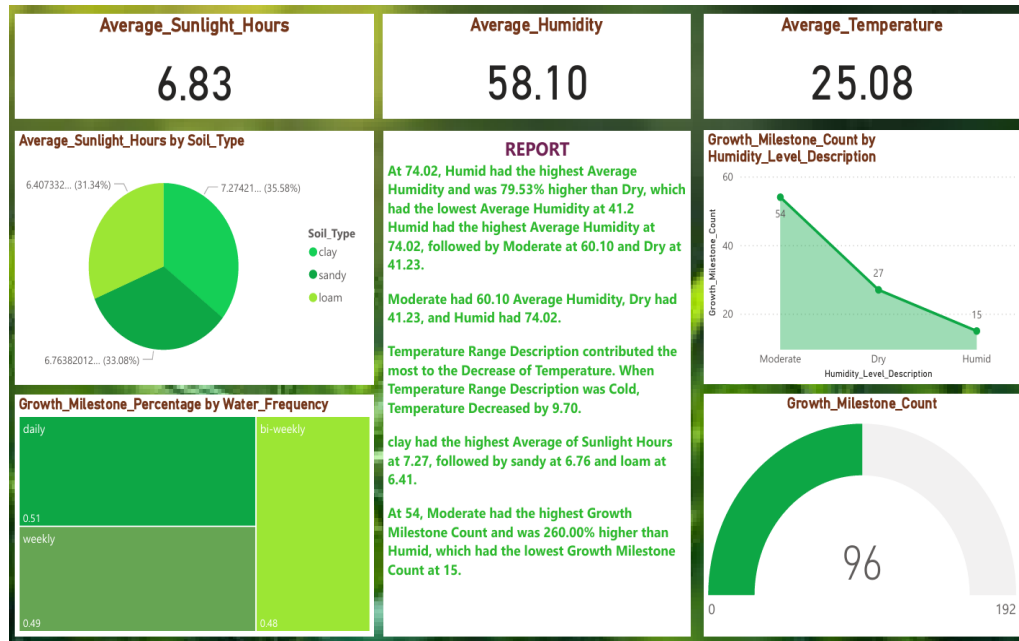 Average_Sunlight_Hours
6.83
Average_Humidity
58.10
Average_Temperature
25.08
Average_Sunlight_Hours by Soil_Type
6.407332... (31.34%)
7.27421... (35.58%)
6.76382012... (33.08%)
Soil_Type
clay
sandy
loam
REPORT
At 74.02, Humid had the highest Average
Humidity and was 79.53% higher than Dry, which
had the lowest Average Humidity at 41.2
Humid had the highest Average Humidity at
74.02, followed by Moderate at 60.10 and Dry at
41.23.
Moderate had 60.10 Average Humidity, Dry had
41.23, and Humid had 74.02.
Temperature Range Description contributed the
most to the Decrease of Temperature. When
Temperature Range Description was Cold,
Temperature Decreased by 9.70.
clay had the highest Average of Sunlight Hours
at 7.27, followed by sandy at 6.76 and loam at
6.41.
At 54, Moderate had the highest Growth
Milestone Count and was 260.00% higher than
Humid, which had the lowest Growth Milestone
Count at 15.
Growth_Milestone_Count by
Humidity_Level_Description
Growth_Milestone_Count
60
40
20
54
27
15
Moderate
Dry
Humid
Humidity_Level_Description
Growth_Milestone_Percentage by Water_Frequency
daily
0.51
weekly
0.49
bi-weekly
0.48
Growth_Milestone_Count
96
0
192